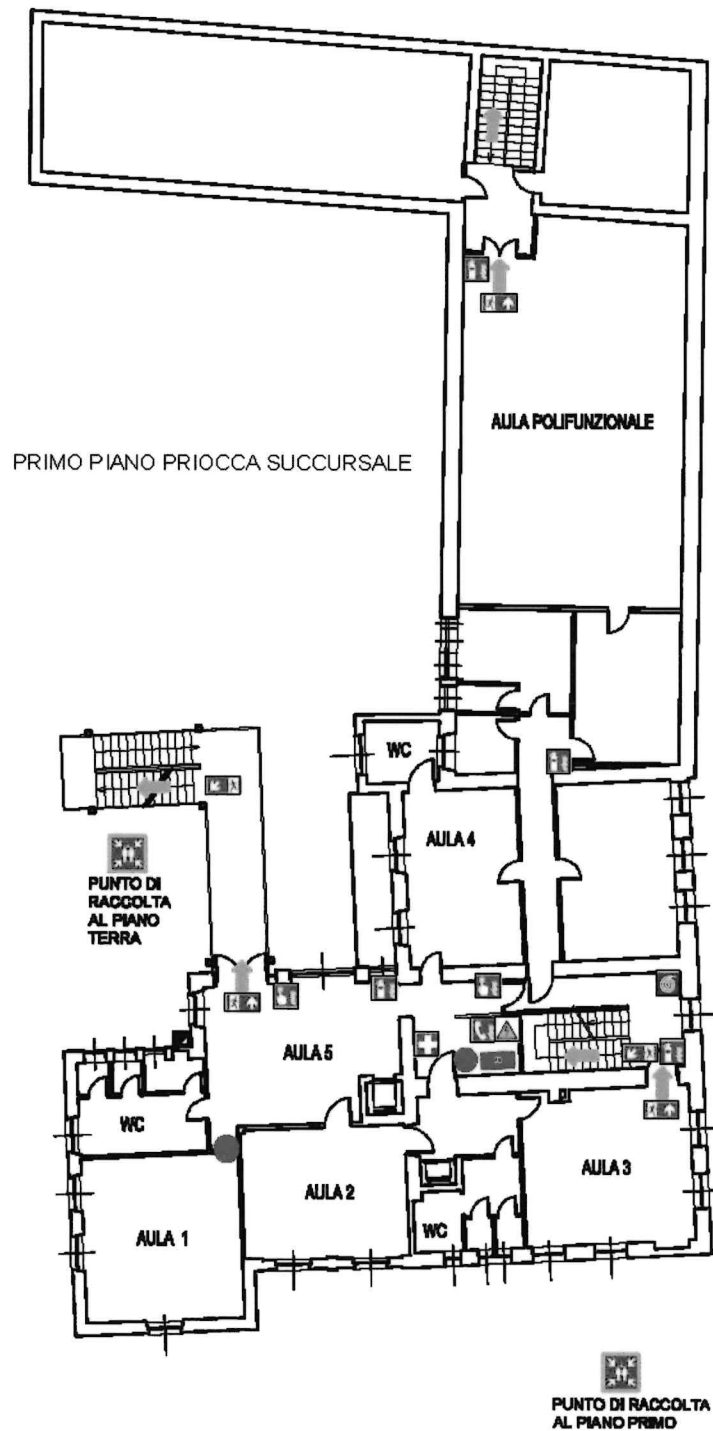 AULA POLIFUNZIONALE
PRIMO PIANO PRIOCCA SUCCURSALE
WC
AULA 4
PUNTO DI
RACCOLTA
AL PIANO
TERRA
AULA 5
WC
AULA 3
AULA 2
AULA 1
WC
PUNTO DI RACCOLTA
AL PIANO PRIMO